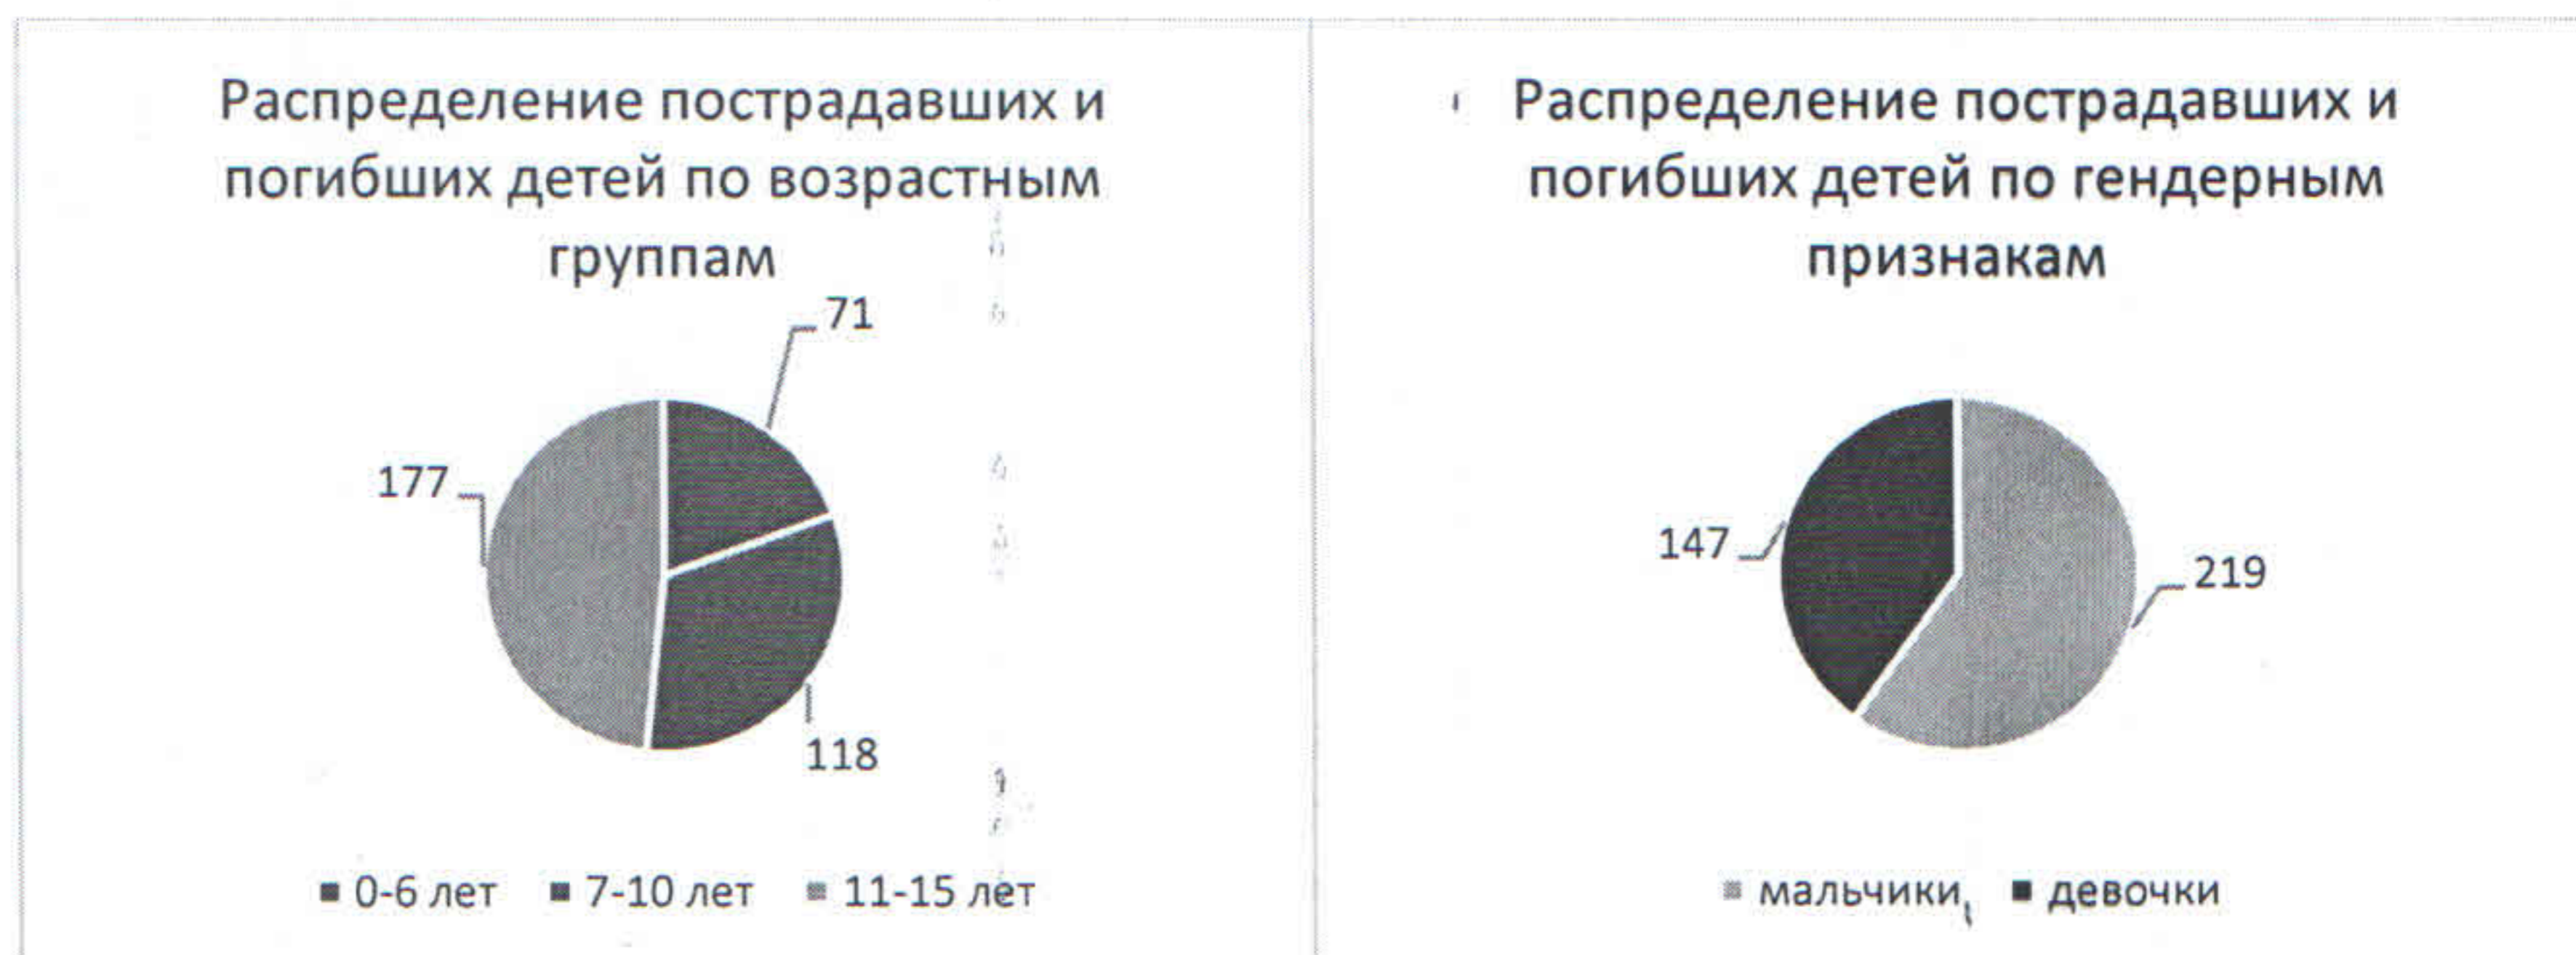 Распределение пострадавших и
погибших детей по возрастным
группам
71
177
118
0-6 лет 7-10 лет 11-15 лет
Распределение пострадавших и
погибших детей по гендерным
признакам
147
219
мальчики девочки